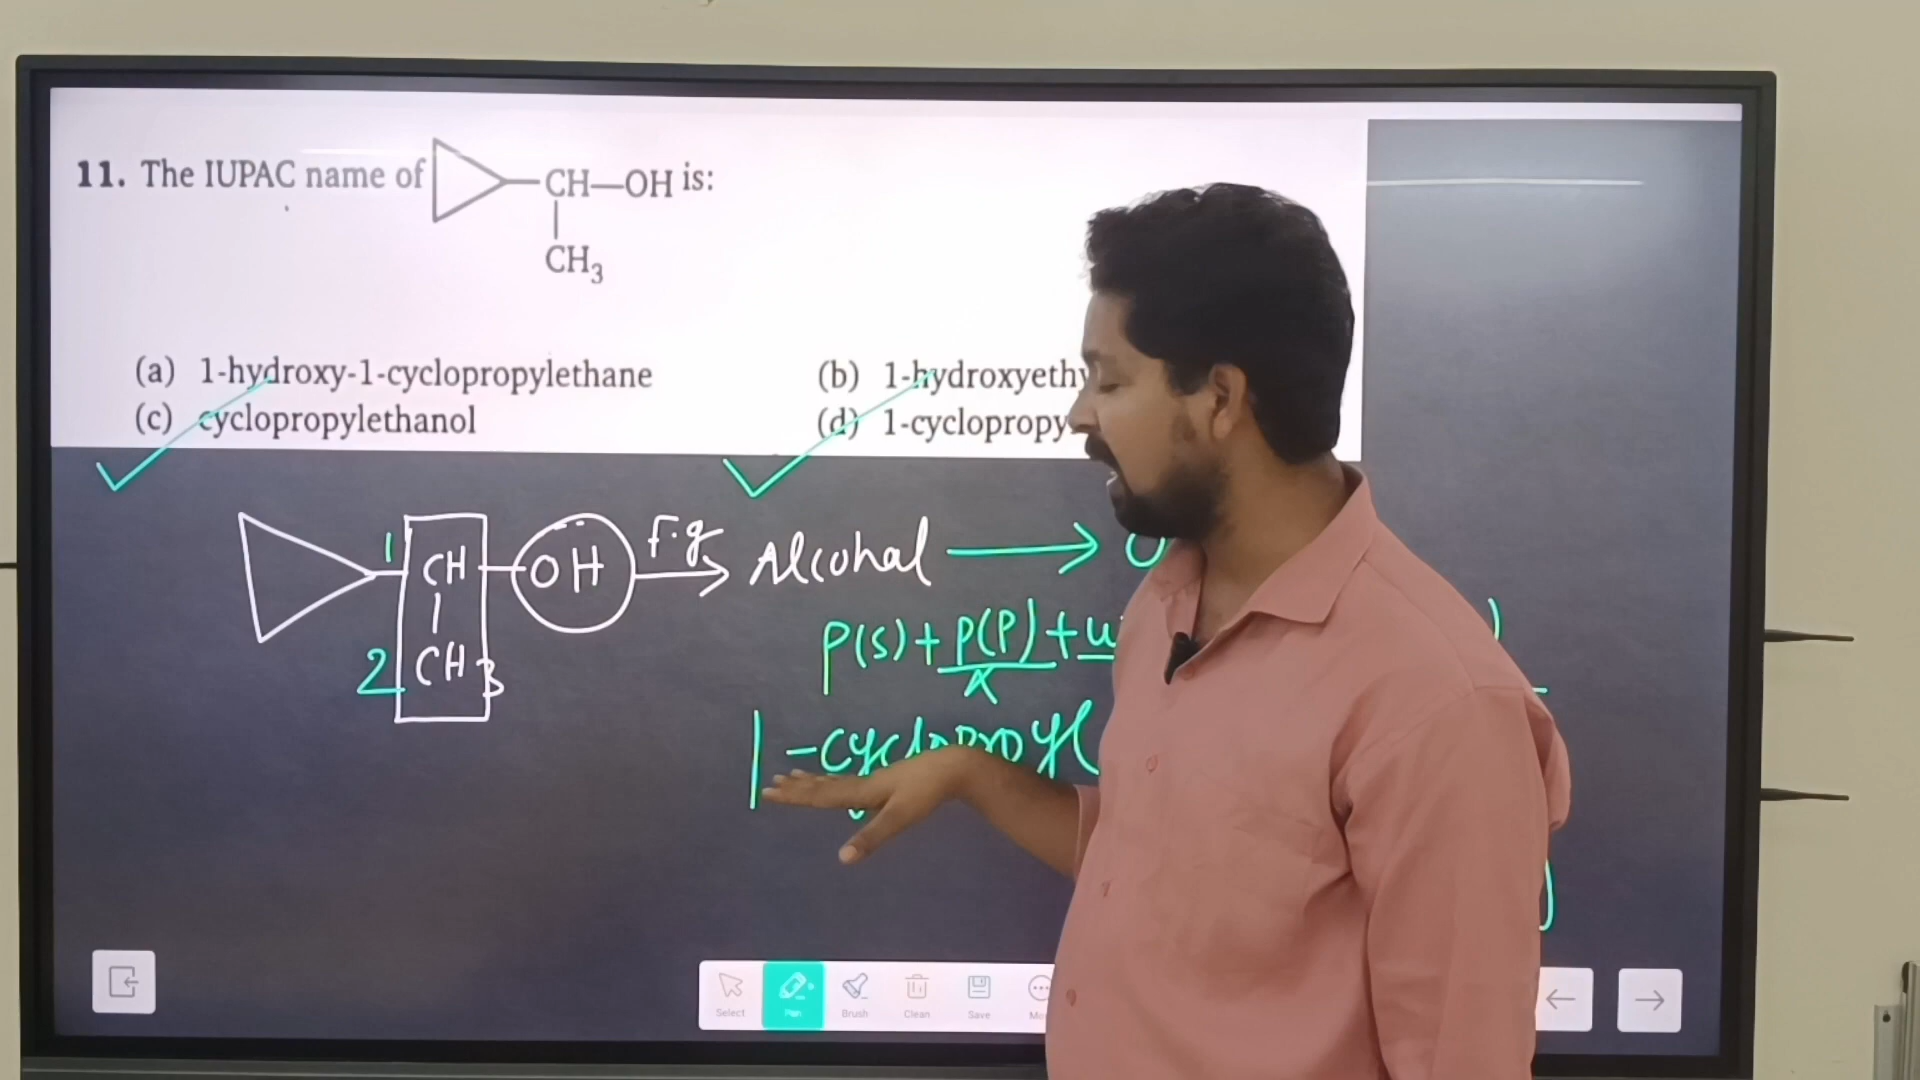 11. The IUPAC name of CH—OH is:
CH3
(a) 1-hydroxy-1-cyclopropylethane
(b) 1-hydroxyethy
(c) cyclopropylethanol
(d) 1-cyclopropy
1 CH OH F.g Alcohal
2 CH3
P(s)+P(P)+
1-cyclopropyl
Select Pen Brush Clean Save